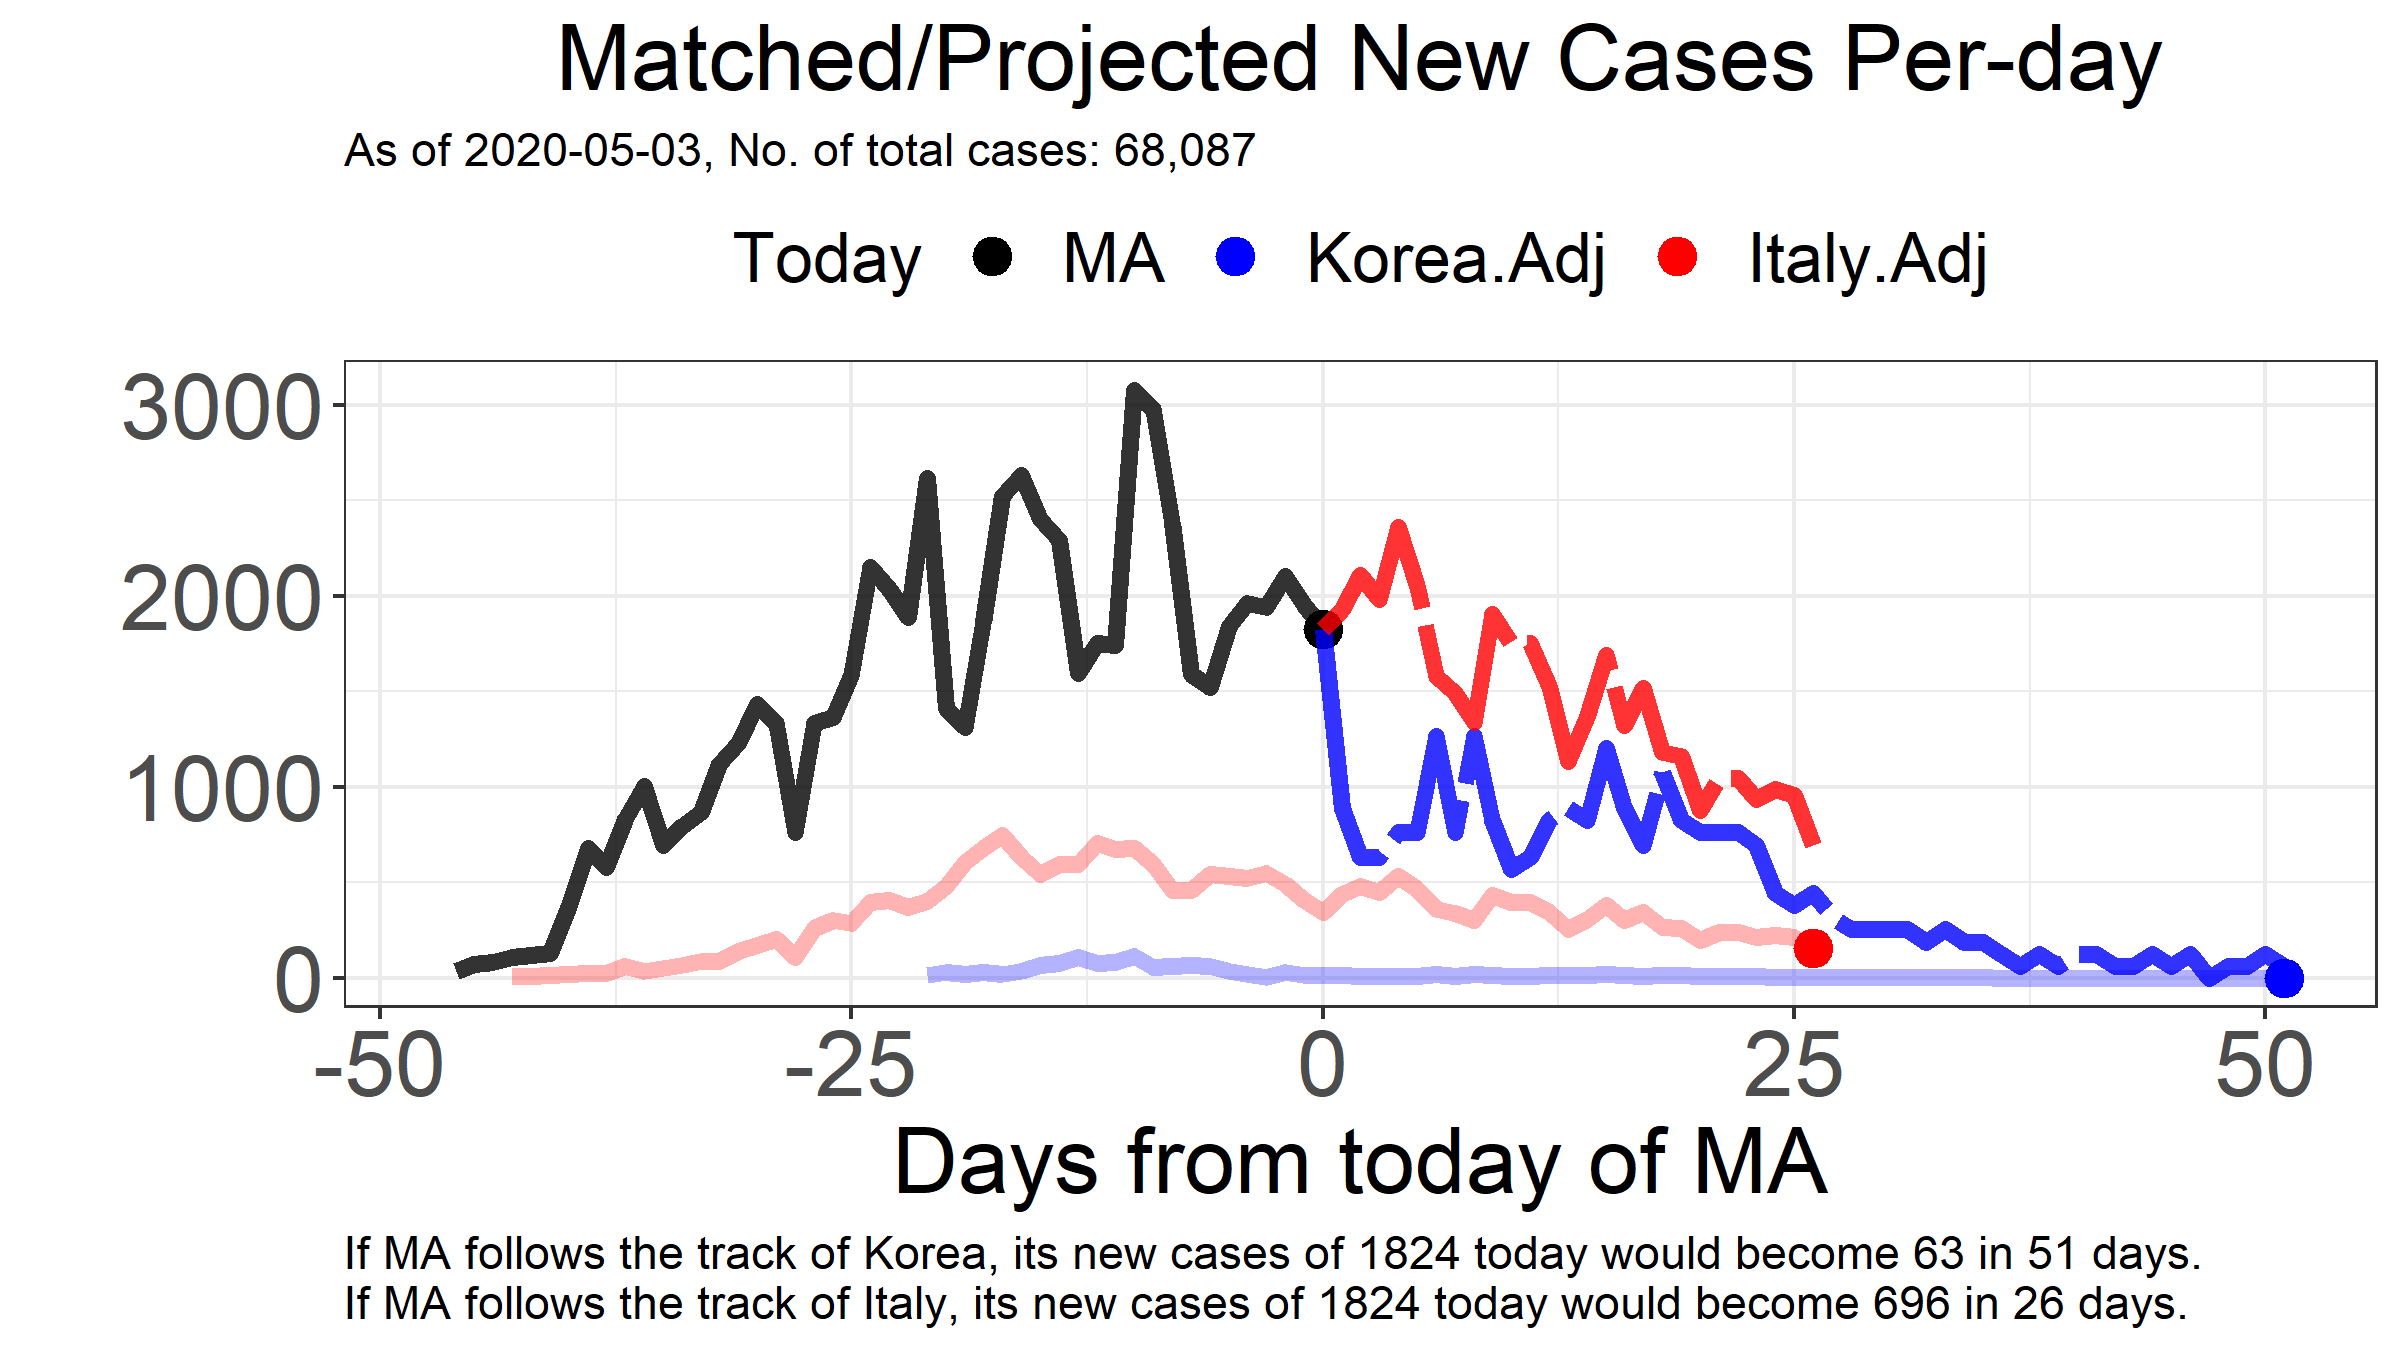 Matched/Projected New Cases Per-day
As of 2020-05-03, No. of total cases: 68,087
Today MA Korea.Adj Italy.Adj
3000
2000
1000
0
-50 -25 0 25 50
Days from today of MA
If MA follows the track of Korea, its new cases of 1824 today would become 63 in 51 days.
If MA follows the track of Italy, its new cases of 1824 today would become 696 in 26 days.